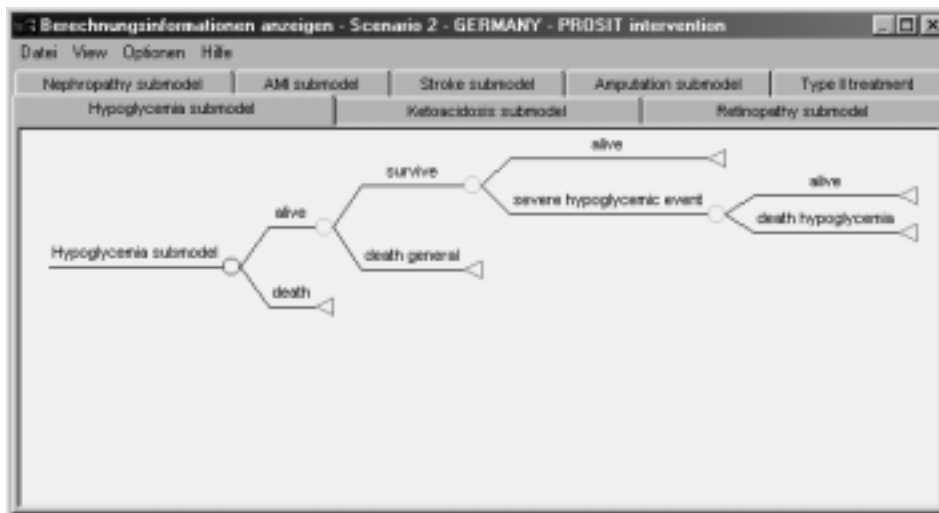 Berechnungsinformationen anzeigen - Scenario 2 - GERMANY - PROSIT intervention
Datei View Optionen Hilfe
Nephropathy submodel AMI submodel Stroke submodel Amputation submodel Type II treatment
Hypoglycemia submodel Ketoacidosis submodel Retinopathy submodel
alive
survive
alive
severe hypoglycemic event
alive
death hypoglycemia
Hypoglycemia submodel
death general
death